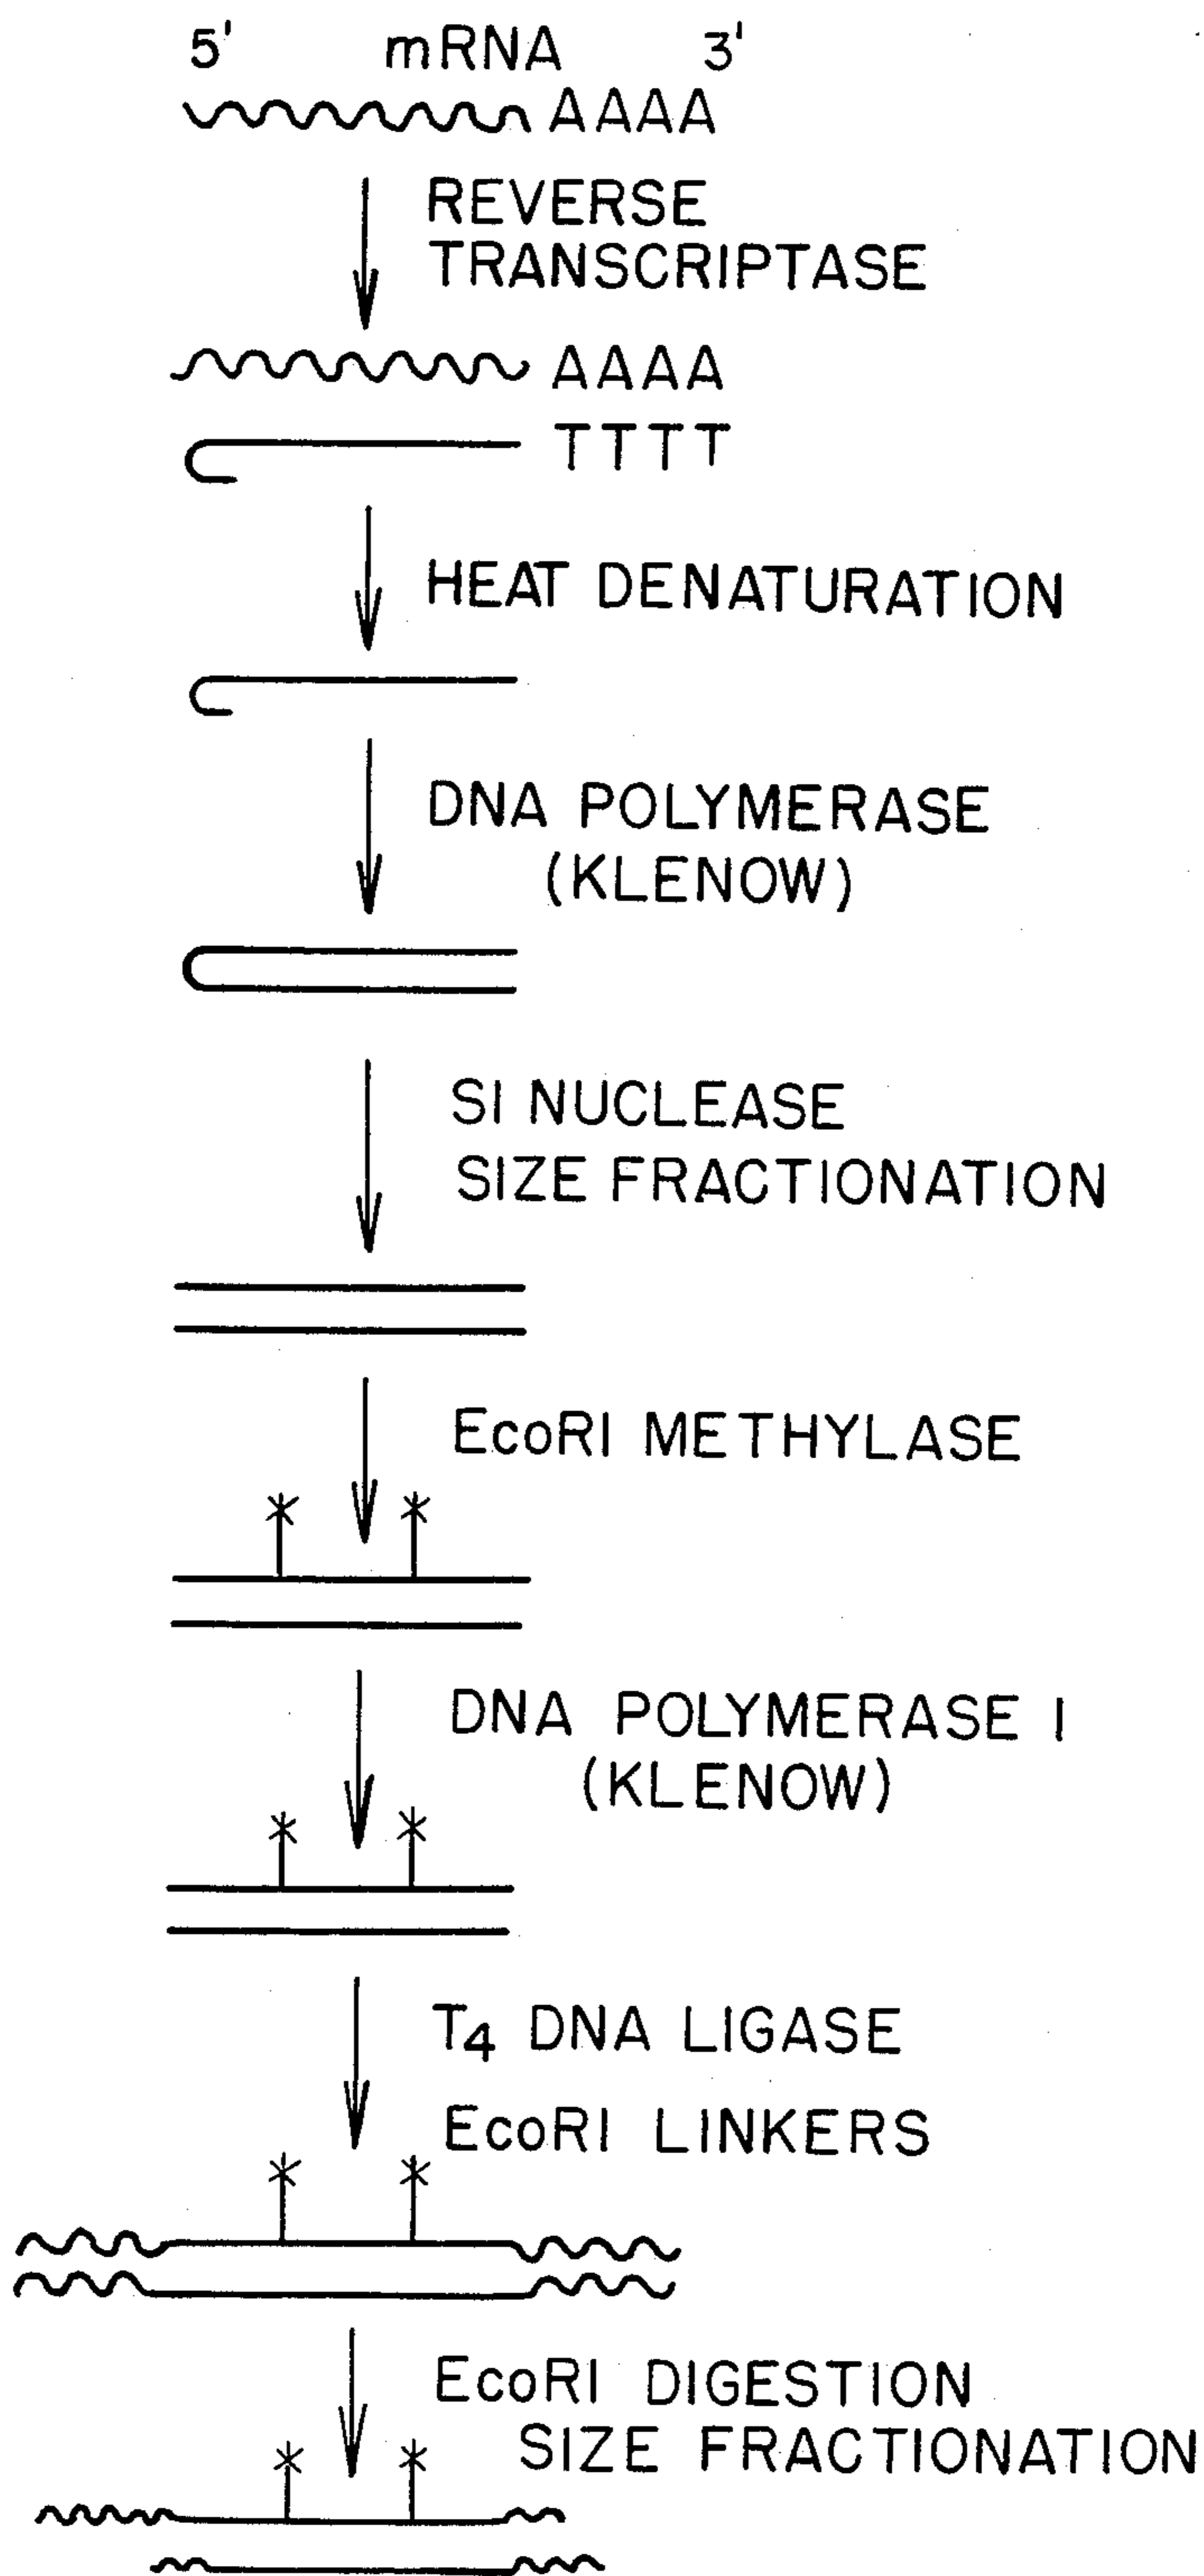 5' mRNA 3'
AAAA
REVERSE
TRANSCRIPTASE
AAAA
TTTT
HEAT DENATURATION
DNA POLYMERASE
(KLENOW)
SI NUCLEASE
SIZE FRACTIONATION
EcoRI METHYLASE
DNA POLYMERASE I
(KLENOW)
T4 DNA LIGASE
EcoRI LINKERS
EcoRI DIGESTION
SIZE FRACTIONATION